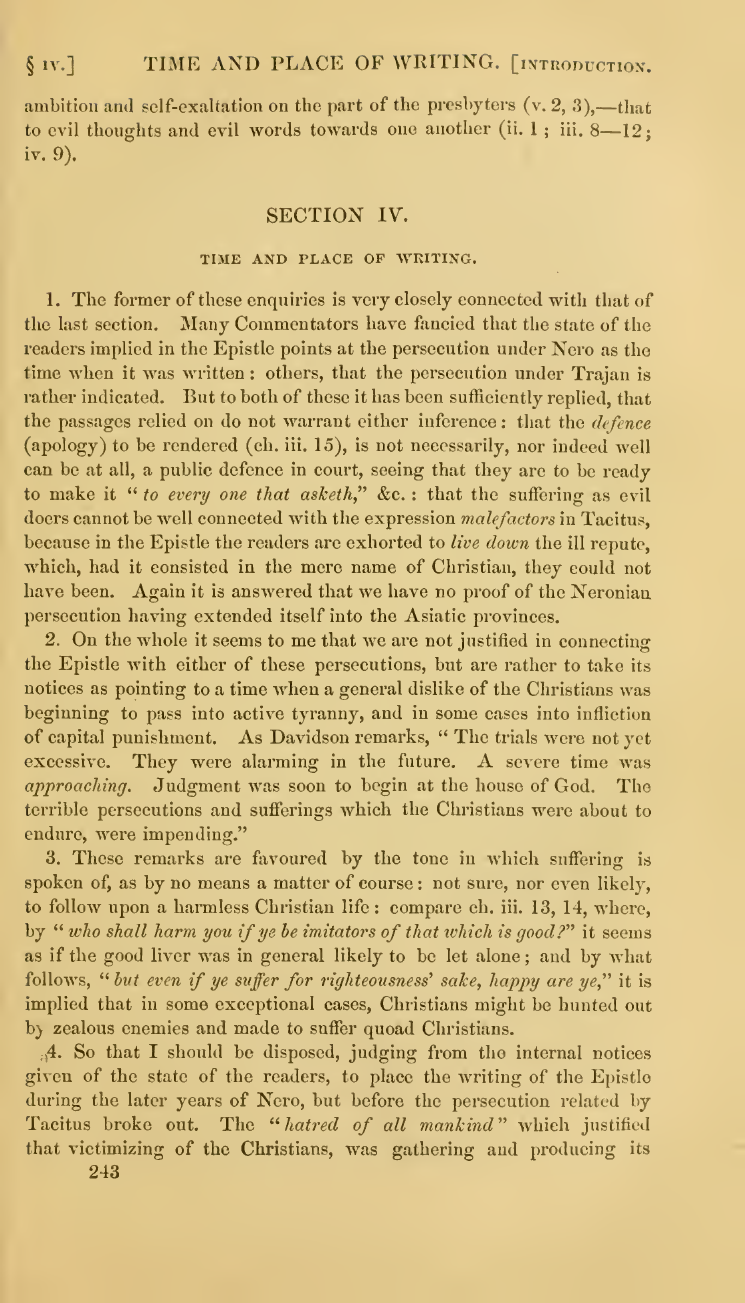 § IV.] TIME AND PLACE OF WRITING. [INTRODUCTION.
ambition and self-exaltation on the part of the presbyters (v. 2, 3),—that
to evil thoughts and evil words towards one another (ii. 1 ; iii. 8—12 ;
iv. 9).
SECTION IV.
TIME AND PLACE OF WRITING.
1. The former of these enquiries is very closely connected with that of
the last section. Many Commentators have fancied that the state of the
readers implied in the Epistle points at the persecution under Nero as the
time when it was written : others, that the persecution under Trajan is
rather indicated. But to both of these it has been sufficiently replied, that
the passages relied on do not warrant either inference : that the defence
(apology) to be rendered (ch. iii. 15), is not necessarily, nor indeed well
can be at all, a public defence in court, seeing that they are to be ready
to make it “ to every one that asketh,” &c. : that the suffering as evil
doers cannot be well connected with the expression malefactors in Tacitus,
because in the Epistle the readers are exhorted to live down the ill repute,
which, had it consisted in the mere name of Christian, they could not
have been. Again it is answered that we have no proof of the Neronian
persecution having extended itself into the Asiatic provinces.
2. On the whole it seems to me that we are not justified in connecting
the Epistle with either of these persecutions, but are rather to take its
notices as pointing to a time when a general dislike of the Christians was
beginning to pass into active tyranny, and in some cases into infliction
of capital punishment. As Davidson remarks, “ The trials were not yet
excessive. They were alarming in the future. A severe time was
approaching. Judgment was soon to begin at the house of God. The
terrible persecutions and sufferings which the Christians were about to
endure, were impending.”
3. These remarks are favoured by the tone in which suffering is
spoken of, as by no means a matter of course : not sure, nor even likely,
to follow upon a harmless Christian life : compare ch. iii. 13, 14, where,
by “ who shall harm you if ye be imitators of that which is good?” it seems
as if the good liver was in general likely to be let alone ; and by what
follows, “ but even if ye suffer for righteousness’ sake, happy are ye,” it is
implied that in some exceptional cases, Christians might be hunted out
by zealous enemies and made to suffer quoad Christians.
4. So that I should be disposed, judging from the internal notices
given of the state of the readers, to place the writing of the Epistle
during the later years of Nero, but before the persecution related by
Tacitus broke out. The “ hatred of all mankind ” which justified
that victimizing of the Christians, was gathering and producing its
243